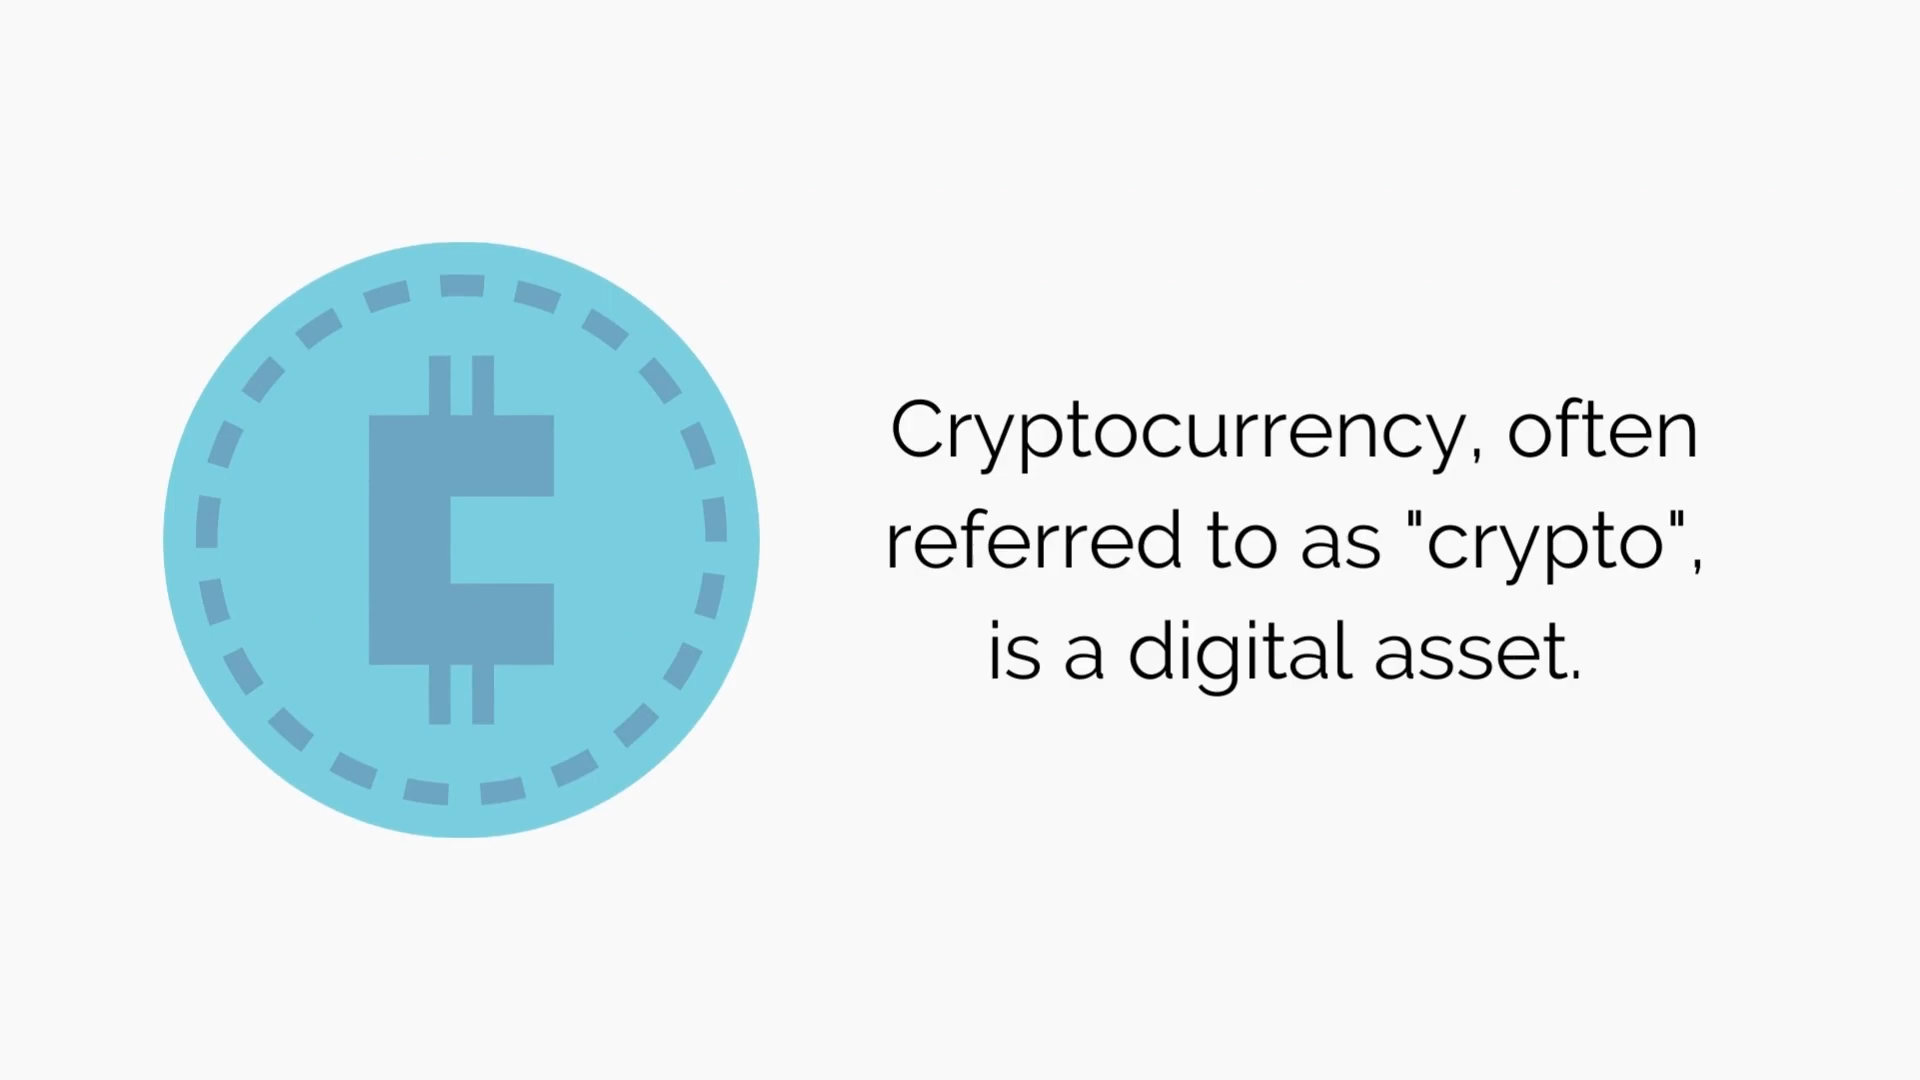 Cryptocurrency, often
referred to as "crypto",
is a digital asset.